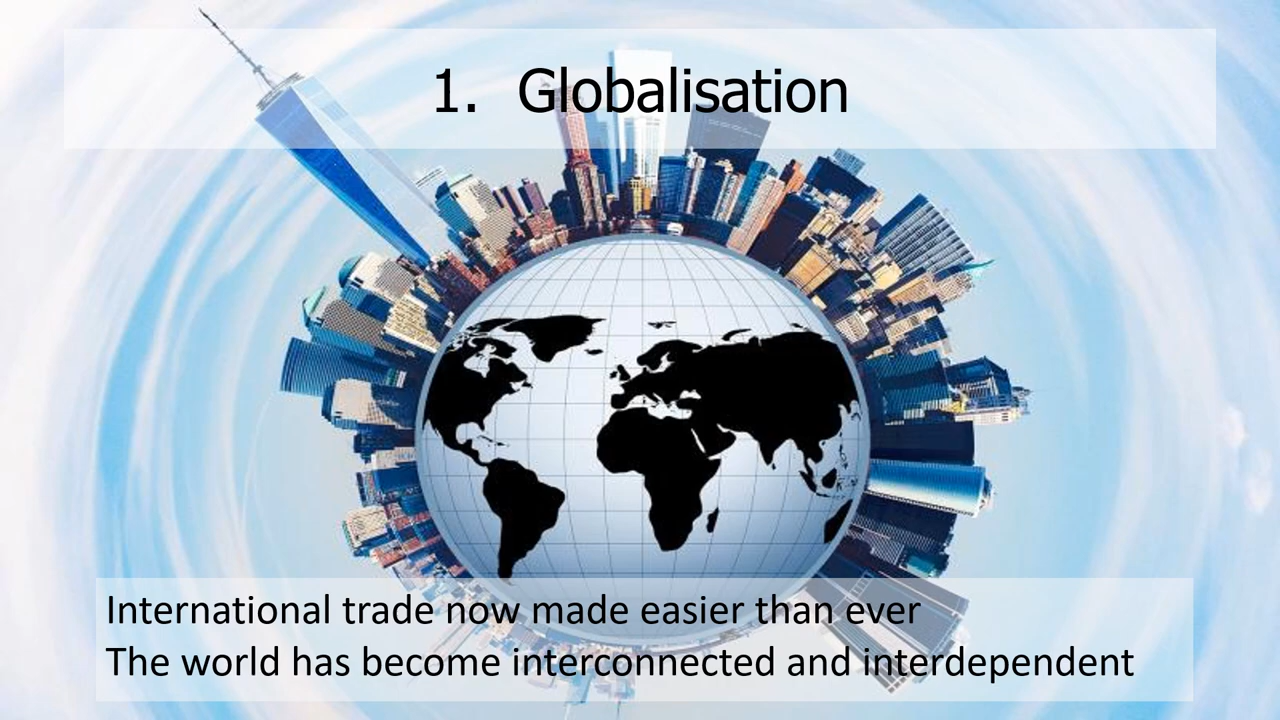 1. Globalisation
International trade now made easier than ever
The world has become interconnected and interdependent